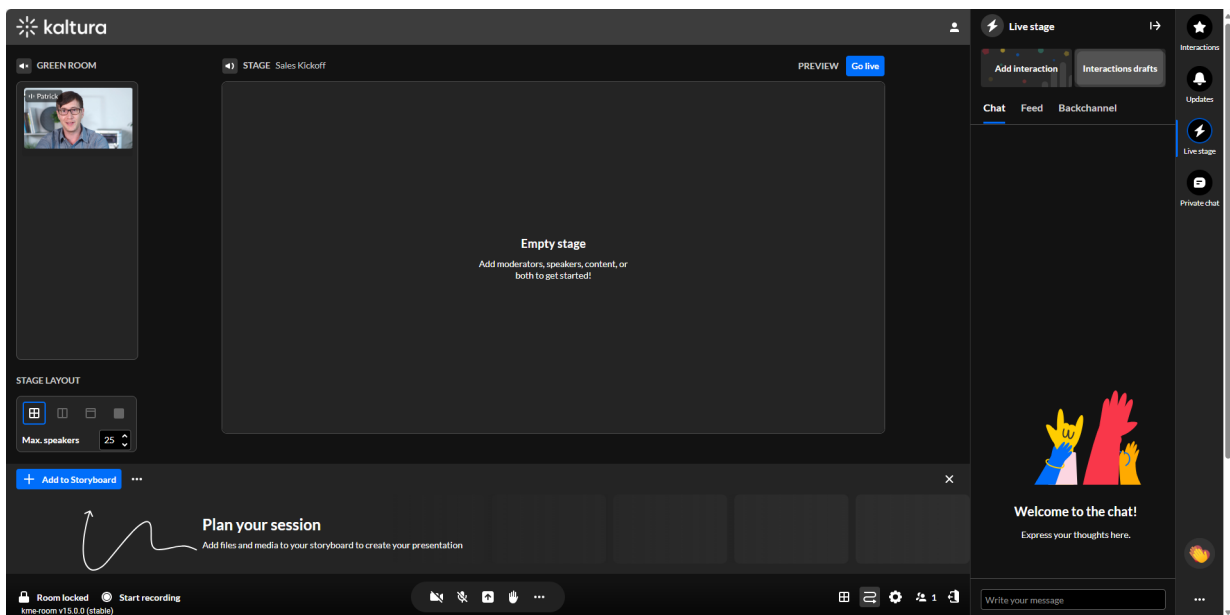 kaltura
GREEN ROOM
Patrick
STAGE Sales Kickoff
PREVIEW
Go live
Empty stage
Add moderators, speakers, content, or
both to get started!
STAGE LAYOUT
Max. speakers 25
Add to Storyboard
Plan your session
Add files and media to your storyboard to create your presentation
Room locked
Start recording
kme-room v15.0.0 (stable)
1
Live stage
Add interaction
Interactions drafts
Chat
Feed
Backchannel
Welcome to the chat!
Express your thoughts here.
Write your message
Interactions
Updates
Live stage
Private chat